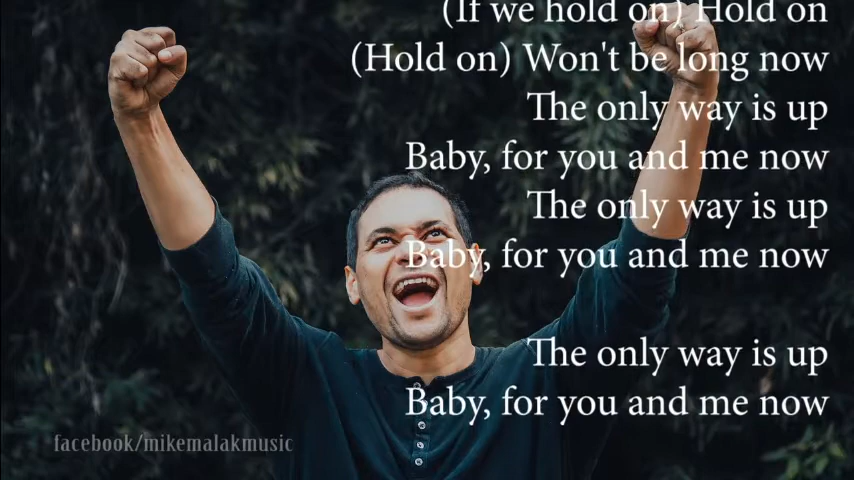 (If we hold on) Hold on
(Hold on) Won't be long now
The only way is up
Baby, for you and me now
The only way is up
Baby, for you and me now
The only way is up
Baby, for you and me now
facebook/mikemalakmusic